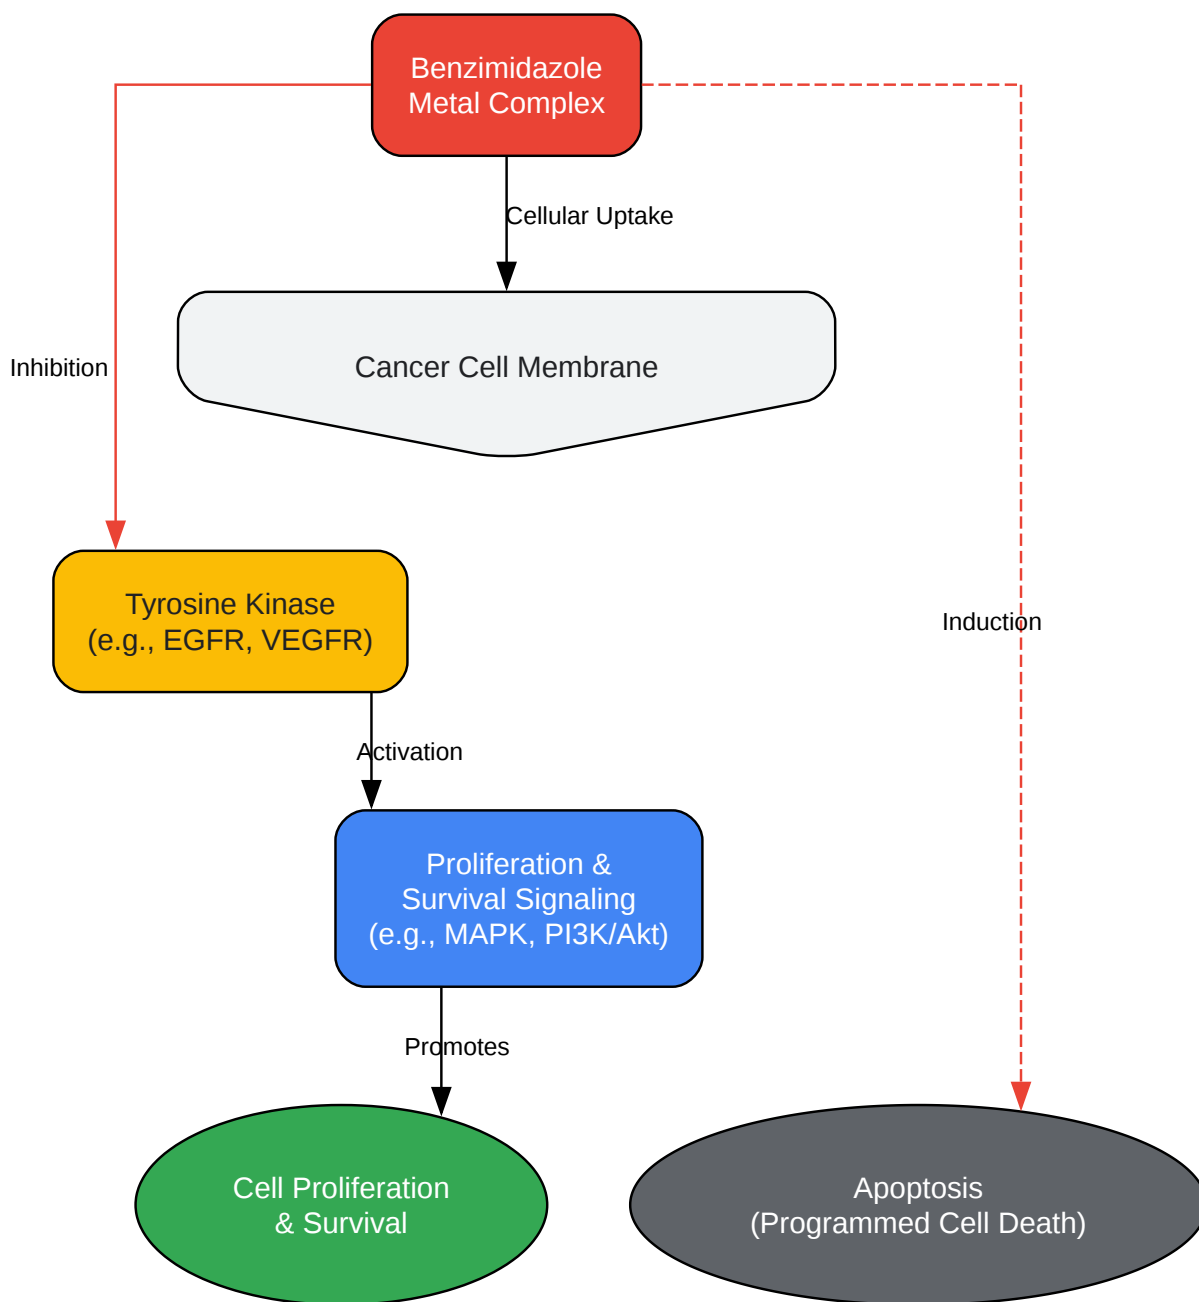 Benzimidazole
Metal Complex
Cellular Uptake
Inhibition
Cancer Cell Membrane
Tyrosine Kinase
(e.g., EGFR, VEGFR)
Induction
Activation
Proliferation &
Survival Signaling
(e.g., MAPK, PI3K/Akt)
Promotes
Cell Proliferation
& Survival
Apoptosis
(Programmed Cell Death)